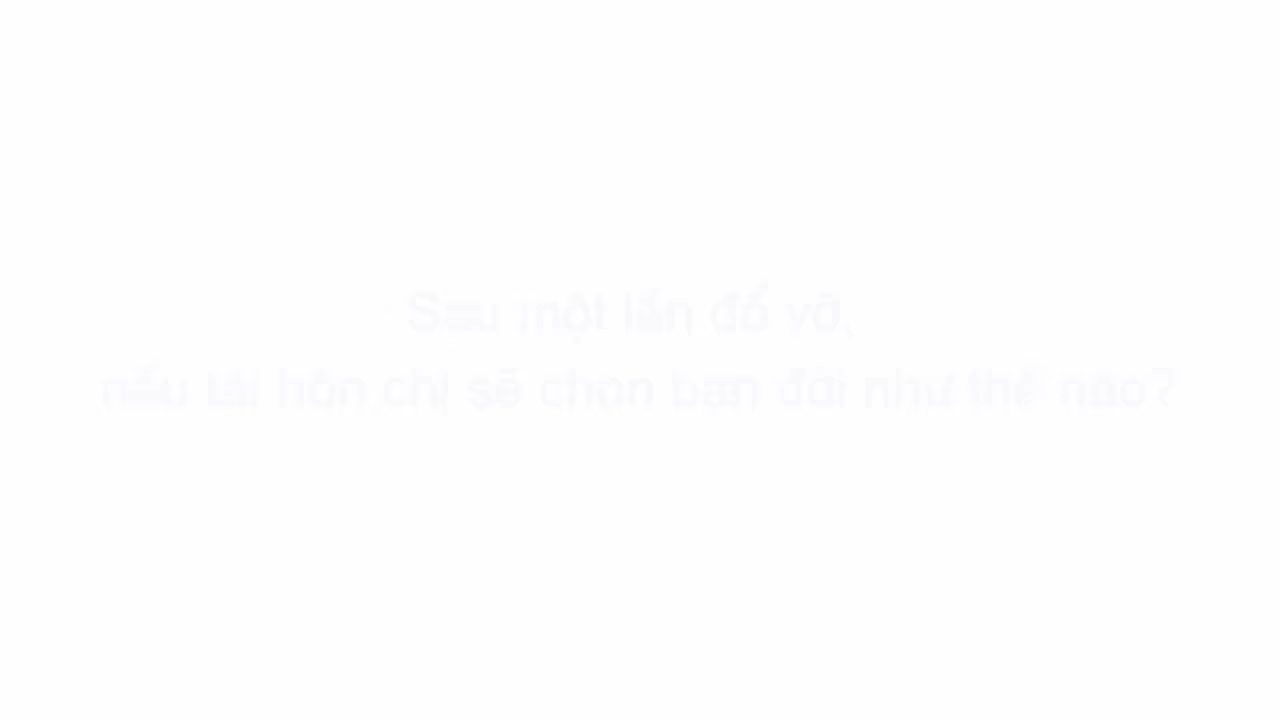 Sau một lần đổ vỡ,
nếu tái hôn chị sẽ chọn bạn đời như thế nào?